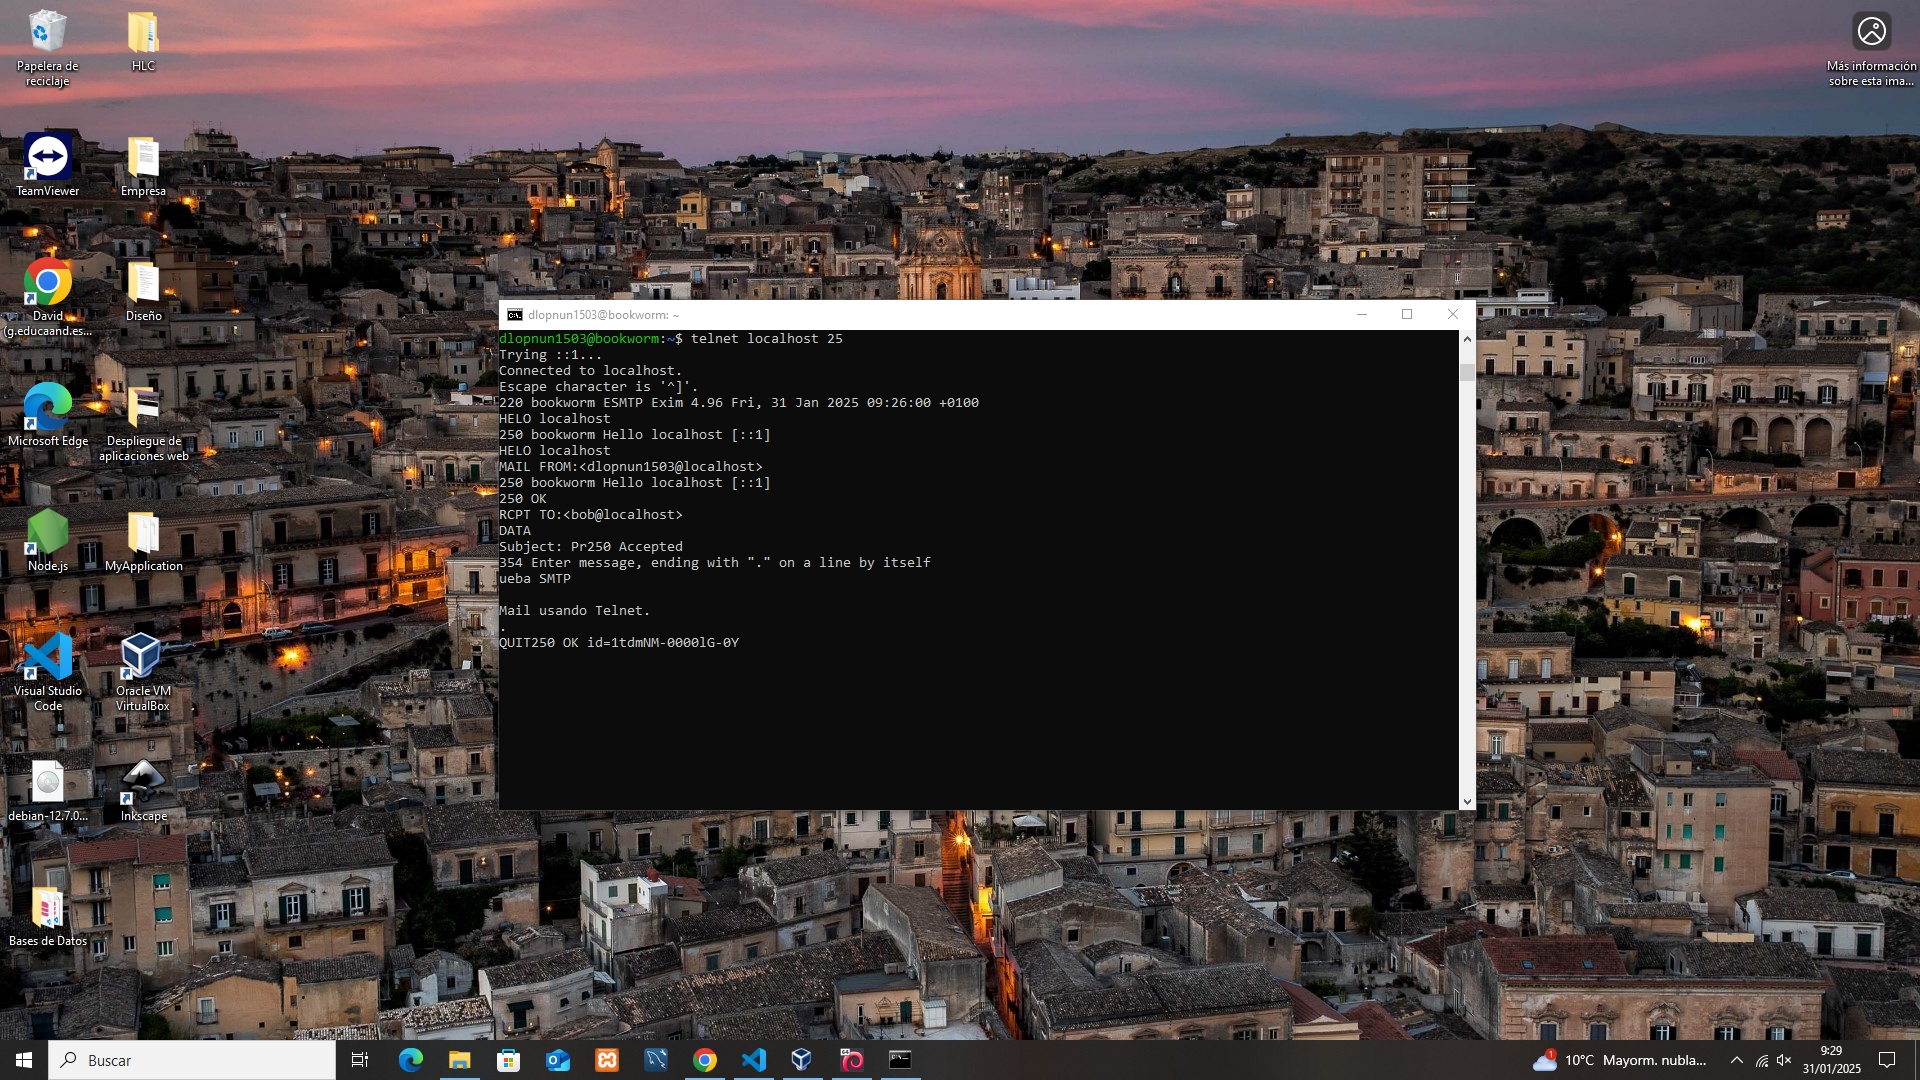 Papelera de
reciclaje
HLC
Más información
sobre esta ima...
TeamViewer
Empresa
David
(g.educaand.es...
Diseño
Microsoft Edge
Despliegue de
aplicaciones web
Node.js
MyApplication
Visual Studio
Code
Oracle VM
VirtualBox
debian-12.7.0...
Inkscape
Bases de Datos
dlopnun1503@bookworm: ~
dlopnun1503@bookworm:~$ telnet localhost 25
Trying ::1...
Connected to localhost.
Escape character is '^]'.
220 bookworm ESMTP Exim 4.96 Fri, 31 Jan 2025 09:26:00 +0100
HELO localhost
250 bookworm Hello localhost [::1]
HELO localhost
MAIL FROM:<dlopnun1503@localhost>
250 bookworm Hello localhost [::1]
250 OK
RCPT TO:<bob@localhost>
DATA
Subject: Pr250 Accepted
354 Enter message, ending with "." on a line by itself
ueba SMTP
Mail usando Telnet.
.
QUIT250 OK id=1tdmNM-0000lG-0Y
Buscar
1
10°C Mayorm. nubla...
9:29
31/01/2025